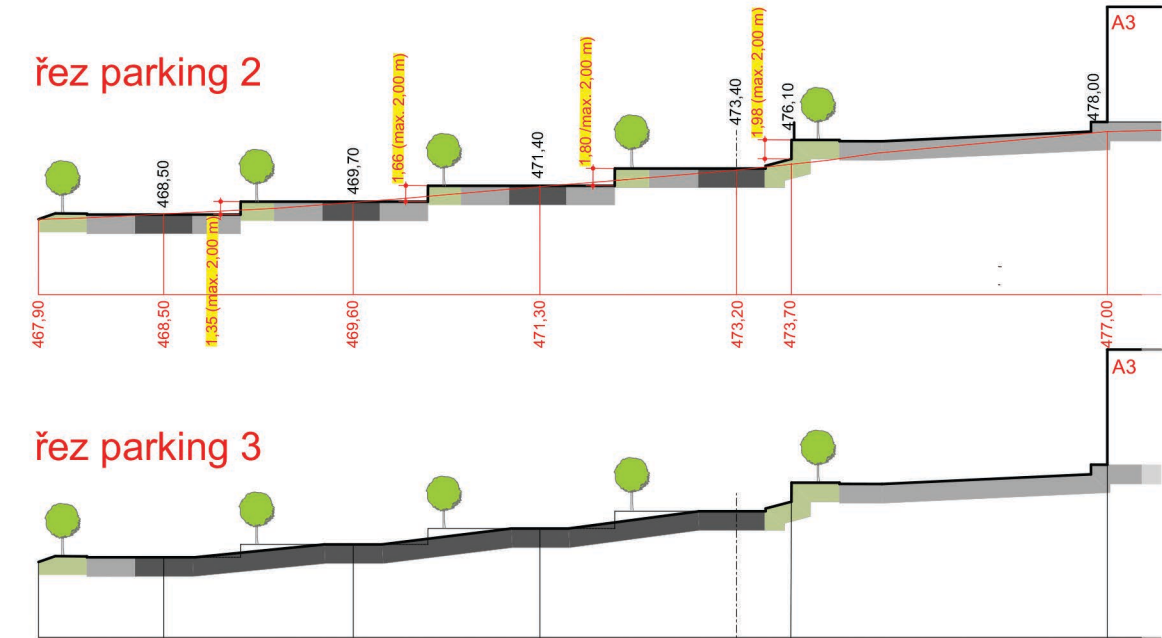 řez parking 2
A3
1,35 (max. 2,00 m)
1,66 (max. 2,00 m)
1,80 /max. 2,00 m)
1,98 (max. 2,00 m)
468,50
469,70
471,40
473,40
476,10
478,00
467,90
468,50
469,60
471,30
473,20
473,70
477,00
řez parking 3
A3